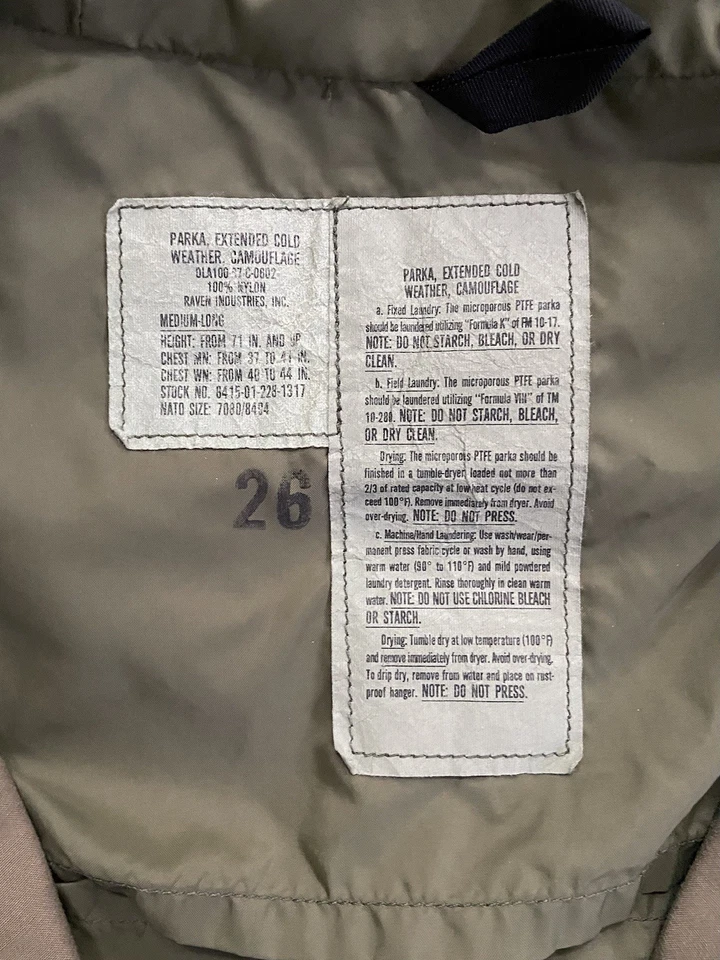 PARKA, EXTENDED COLD
WEATHER, CAMOUFLAGE
DLA100-87-C-0602
100% NYLON
RAVEN INDUSTRIES, INC.
MEDIUM-LONG
HEIGHT: FROM 71 IN. AND UP
CHEST MN: FROM 37 TO 41 IN.
CHEST WN: FROM 40 TO 44 IN.
STOCK NO. 8415-01-228-1317
NATO SIZE: 7080/8494
26
PARKA, EXTENDED COLD
WEATHER, CAMOUFLAGE
a. Fixed Laundry: The microporous PTFE parka
should be laundered utilizing "Formula K" of FM 10-17.
NOTE: DO NOT STARCH, BLEACH, OR DRY
CLEAN.
b. Field Laundry: The microporous PTFE parka
should be laundered utilizing "Formula VIII" of TM
10-280. NOTE: DO NOT STARCH, BLEACH,
OR DRY CLEAN.
Drying: The microporois PTFE parka should be
finished in a tumble-dryer, loaded not more than
2/3 of rated capacity at low heat cycle (do not ex-
ceed 100°F). Remove immediately from dryer. Avoid
over-drying. NOTE: DO NOT PRESS.
c. Machine/Hand Laundering: Use wash/wear/per-
manent press fabric cycle or wash by hand, using
warm water (90° to 110°F) and mild powdered
laundry detergent. Rinse thoroughly in clean warm
water. NOTE: DO NOT USE CHLORINE BLEACH
OR STARCH.
Drying: Tumble dry at low temperature (100°F)
and remove immediately from dryer. Avoid over-drying.
To drip dry, remove from water and place on rust-
proof hanger. NOTE: DO NOT PRESS.